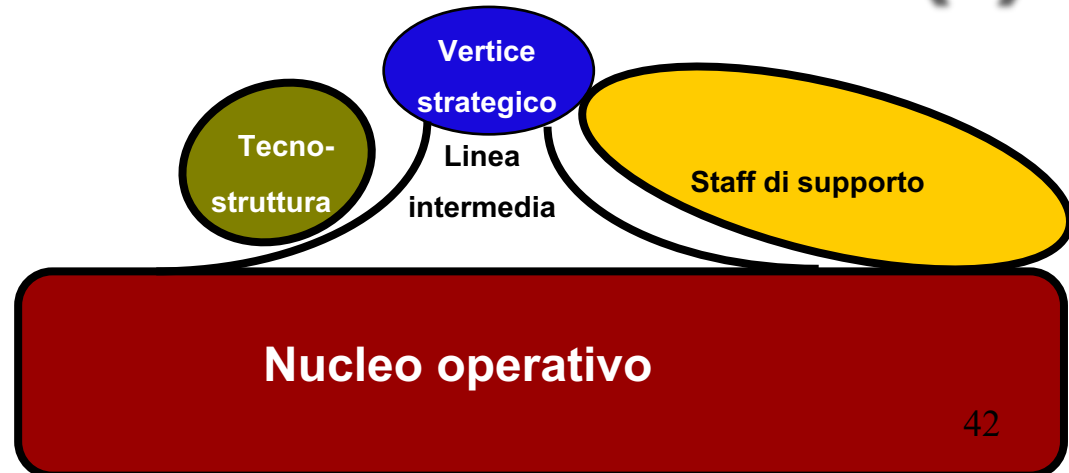 Vertice
strategico
Tecno-
struttura
Linea
intermedia
Staff di supporto
Nucleo operativo
42